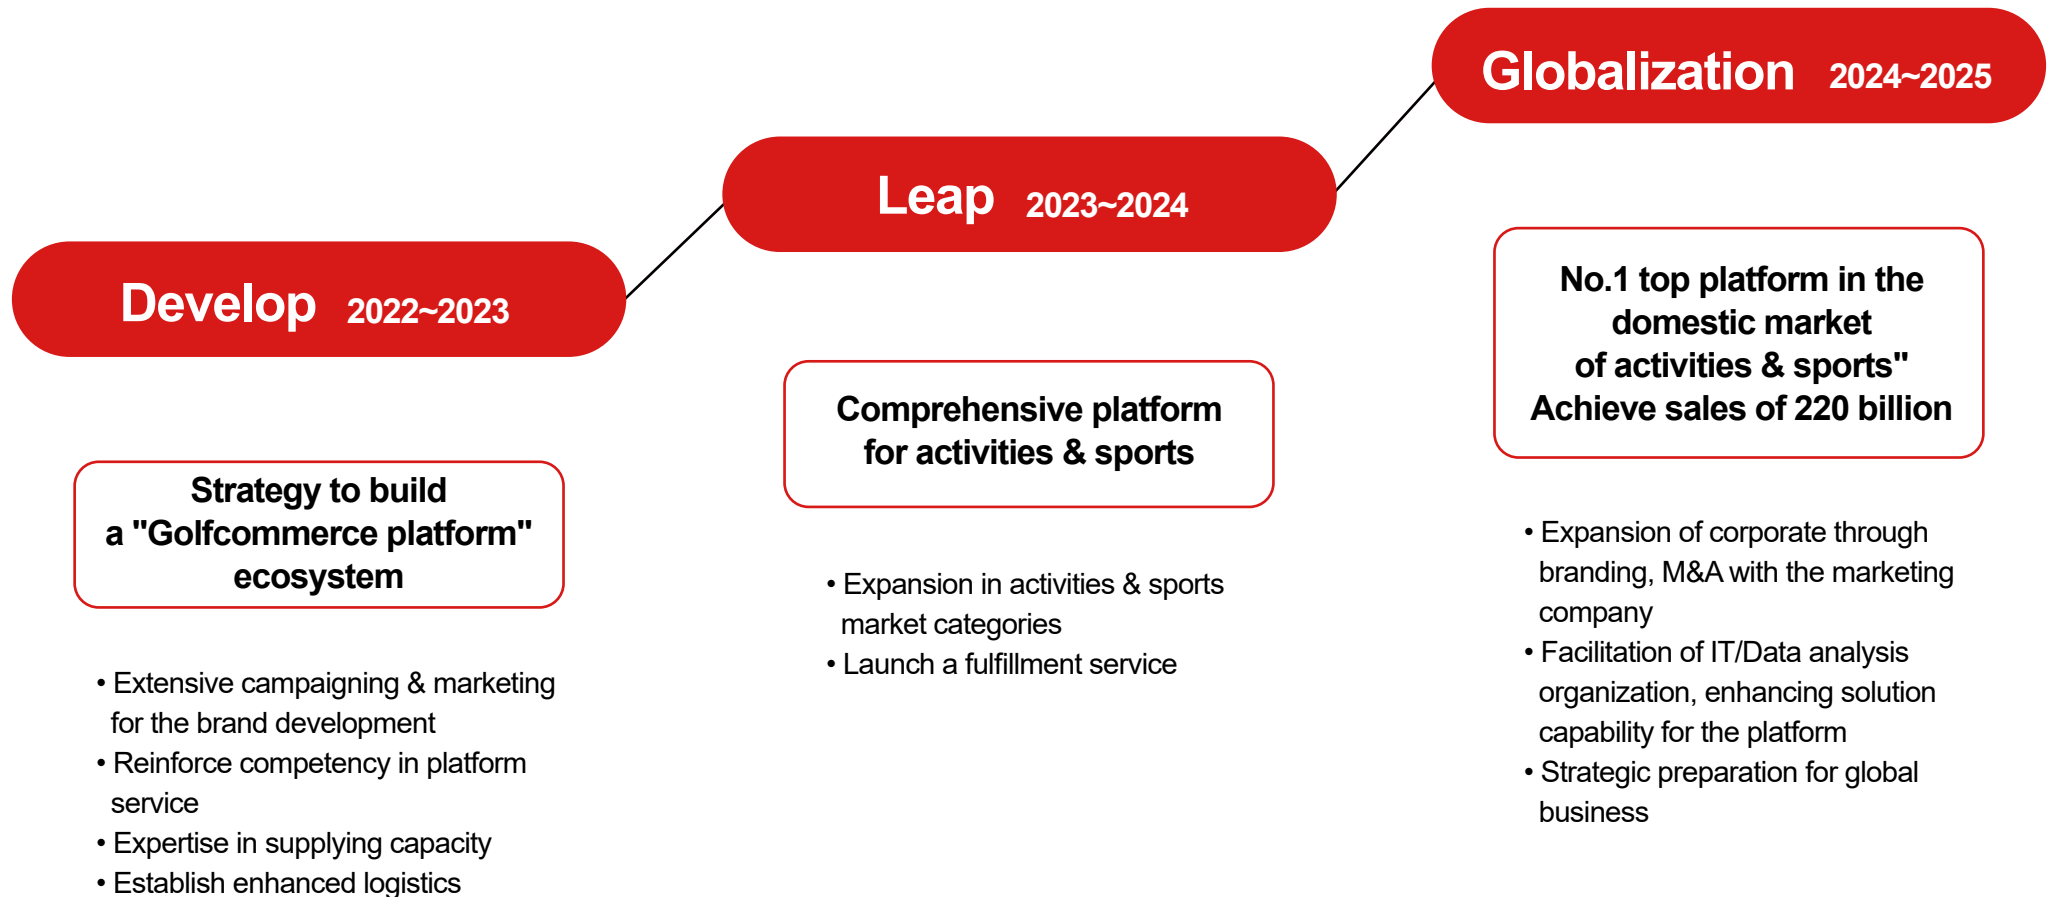 Develop 2022~2023
Strategy to build
a "Golfcommerce platform"
ecosystem
• Extensive campaigning & marketing
for the brand development
• Reinforce competency in platform
service
• Expertise in supplying capacity
• Establish enhanced logistics
Leap 2023~2024
Comprehensive platform
for activities & sports
• Expansion in activities & sports
market categories
• Launch a fulfillment service
Globalization 2024~2025
No.1 top platform in the
domestic market
of activities & sports"
Achieve sales of 220 billion
• Expansion of corporate through
branding, M&A with the marketing
company
• Facilitation of IT/Data analysis
organization, enhancing solution
capability for the platform
• Strategic preparation for global
business